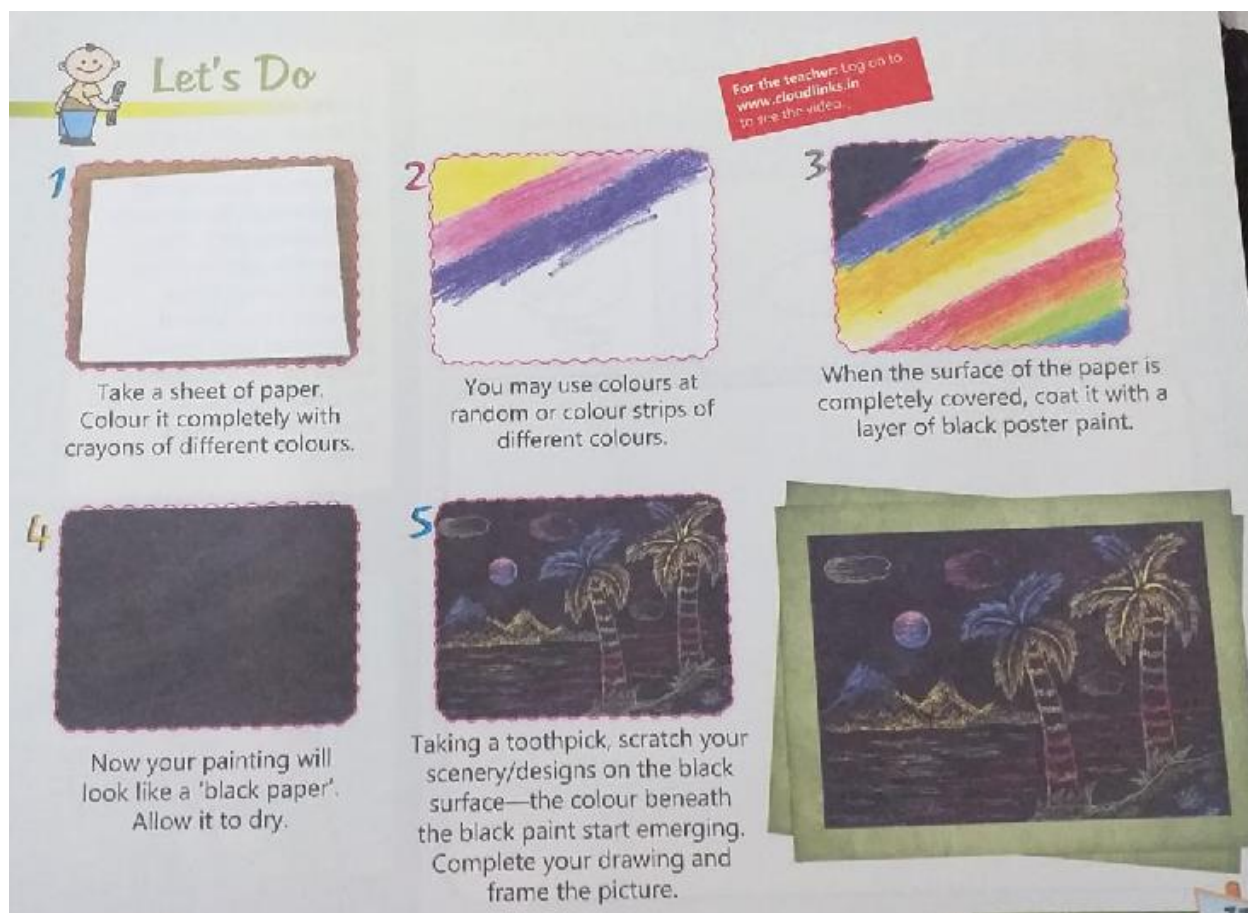 Let's Do
For the teacher: Log on to
www.cloudlinks.in
to see the video.
1
Take a sheet of paper.
Colour it completely with
crayons of different colours.
2
You may use colours at
random or colour strips of
different colours.
3
When the surface of the paper is
completely covered, coat it with a
layer of black poster paint.
4
Now your painting will
look like a ‘black paper’.
Allow it to dry.
5
Taking a toothpick, scratch your
scenery/designs on the black
surface—the colour beneath
the black paint start emerging.
Complete your drawing and
frame the picture.